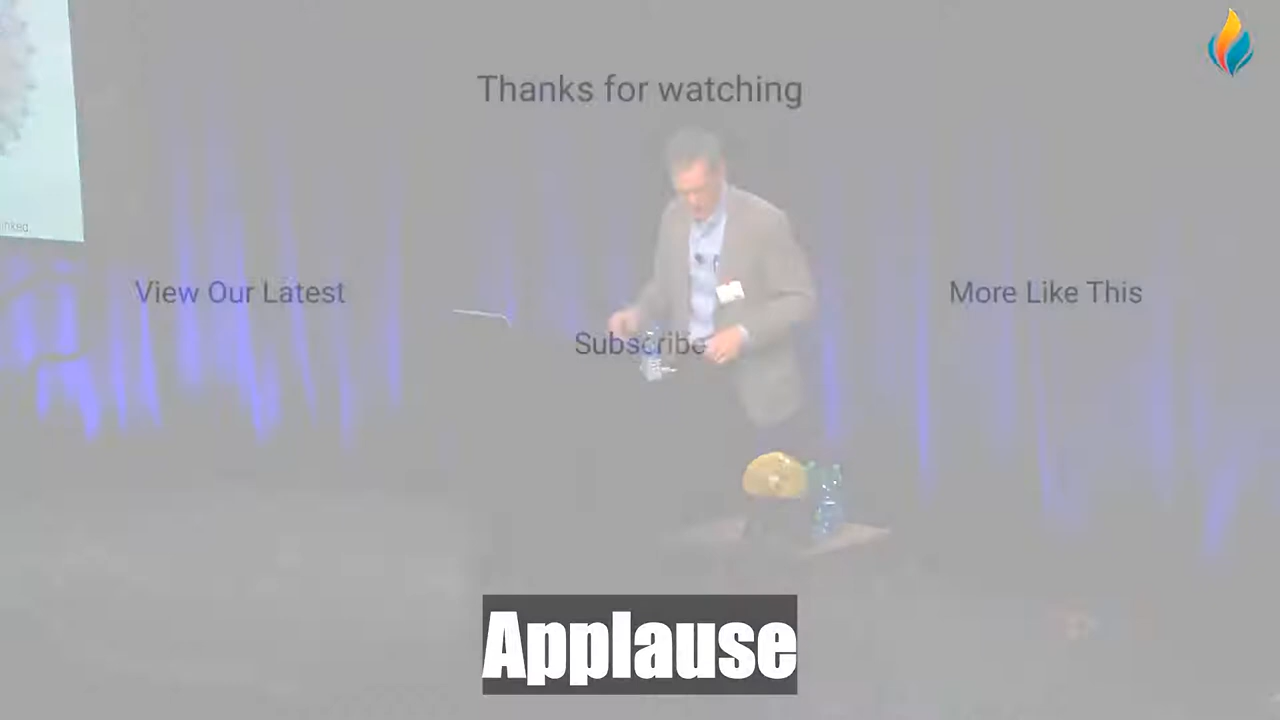 Thanks for watching
View Our Latest
More Like This
Subscribe
Applause